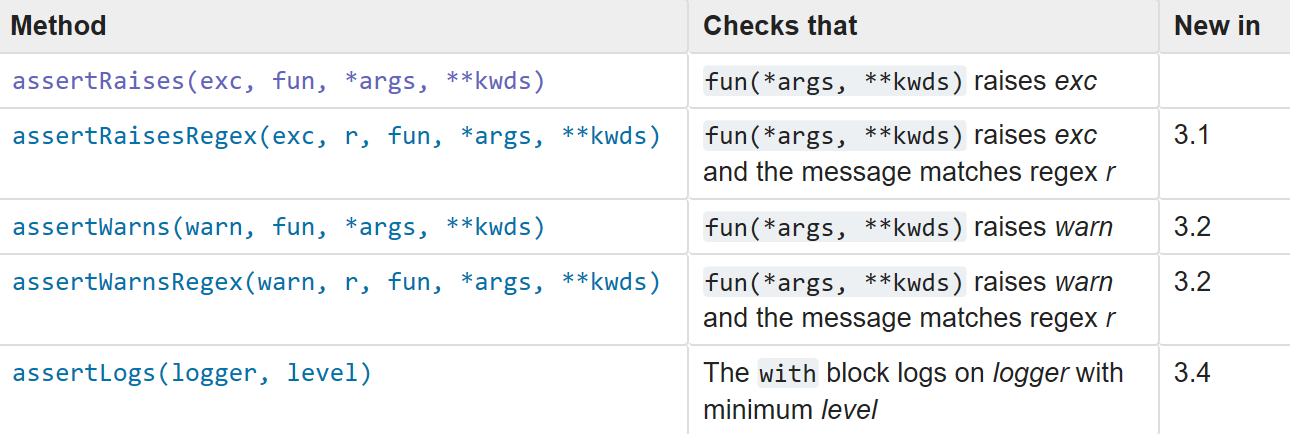 Method Checks that New in
assertRaises(exc, fun, *args, **kwds) fun(*args, **kwds) raises exc
assertRaisesRegex(exc, r, fun, *args, **kwds) fun(*args, **kwds) raises exc 3.1
and the message matches regex r
assertWarns(warn, fun, *args, **kwds) fun(*args, **kwds) raises warn 3.2
assertWarnsRegex(warn, r, fun, *args, **kwds) fun(*args, **kwds) raises warn 3.2
and the message matches regex r
assertLogs(logger, level) The with block logs on logger with 3.4
minimum level